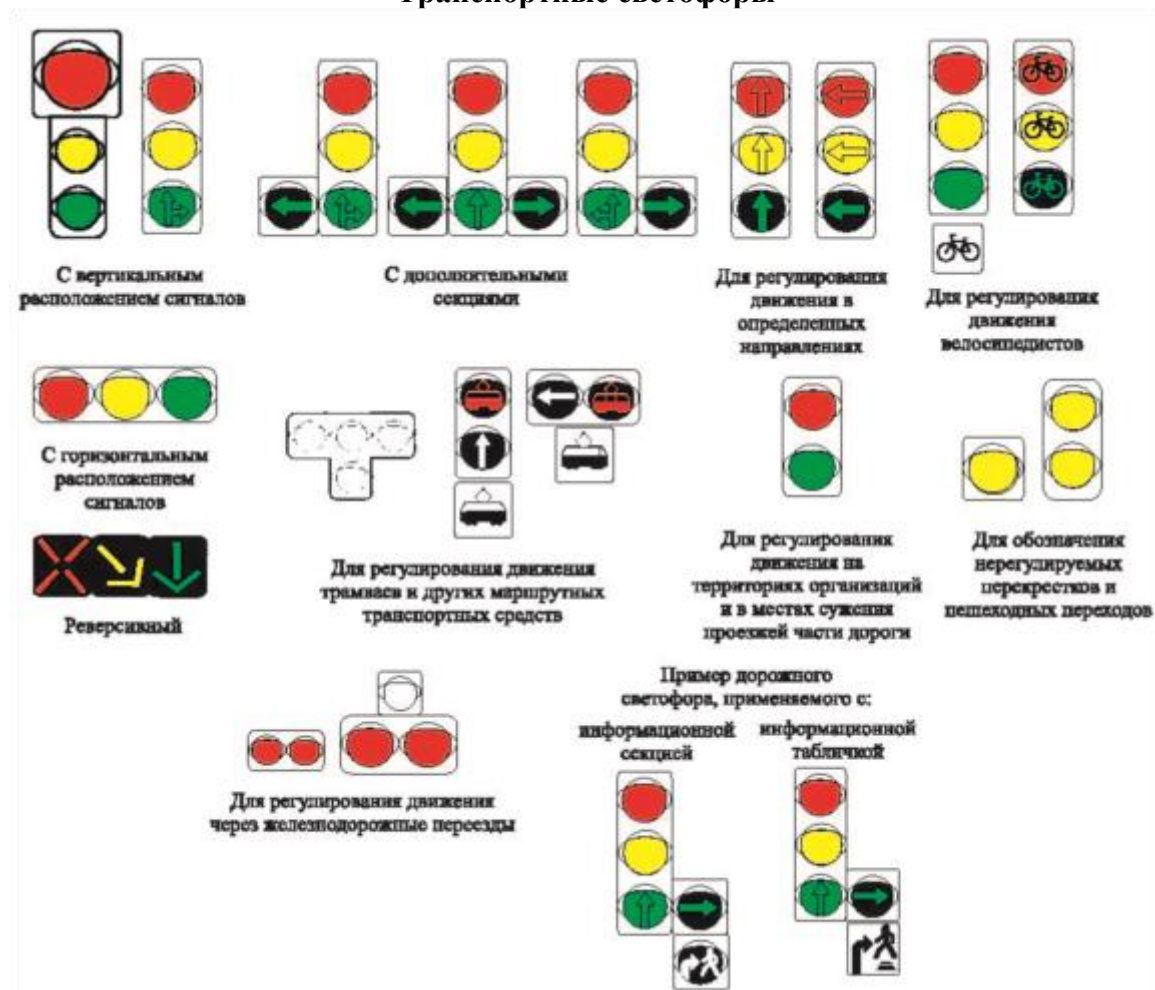 Транспортные светофоры
С вертикальным
расположением сигналов
С дополнительными
секциями
Для регулирования
движения в
определенных
направлениях
Для регулирования
движения
велосипедистов
С горизонтальным
расположением
сигналов
Реверсивный
Для регулирования движения
трамваев и других маршрутных
транспортных средств
Для регулирования
движения на
территориях организаций
и в местах сужения
проезжей части дороги
Для обозначения
нерегулируемых
перекрестков и
пешеходных переходов
Для регулирования движения
через железнодорожные переезды
Пример дорожного
светофора, применяемого с:
информационной
секцией
информационной
табличкой